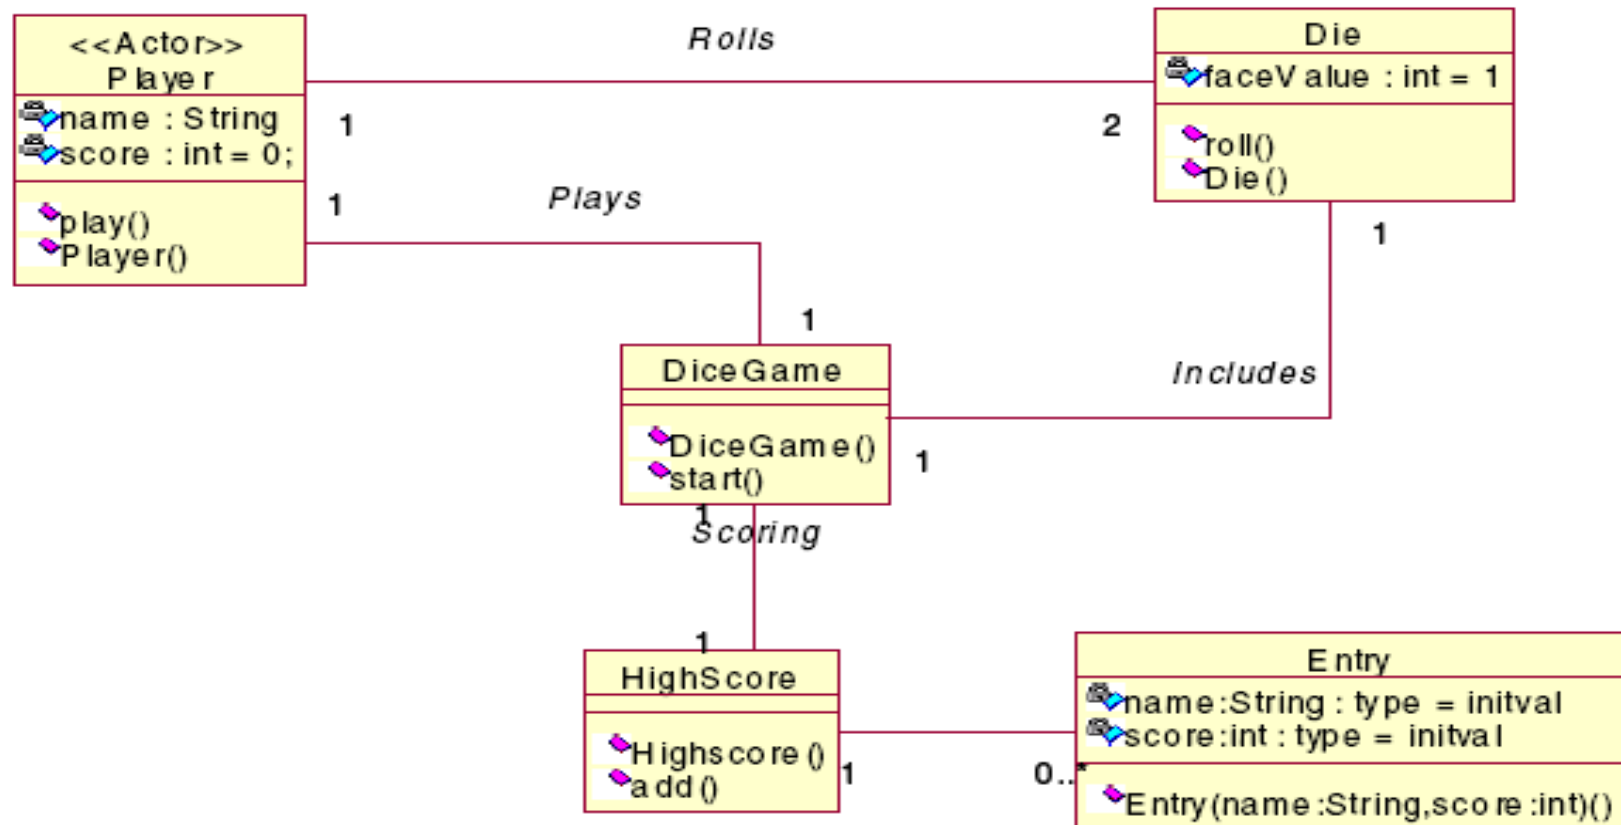 <<Actor>>
Player
name : String
score : int = 0;
play()
Player()
Rolls
1
2
Die
faceValue : int = 1
roll()
Die()
1
Plays
1
1
DiceGame
DiceGame()
start()
Includes
1
1
Scoring
1
HighScore
Highscore()
add()
1
0..*
Entry
name:String : type = initval
score:int : type = initval
Entry(name:String,score:int)()